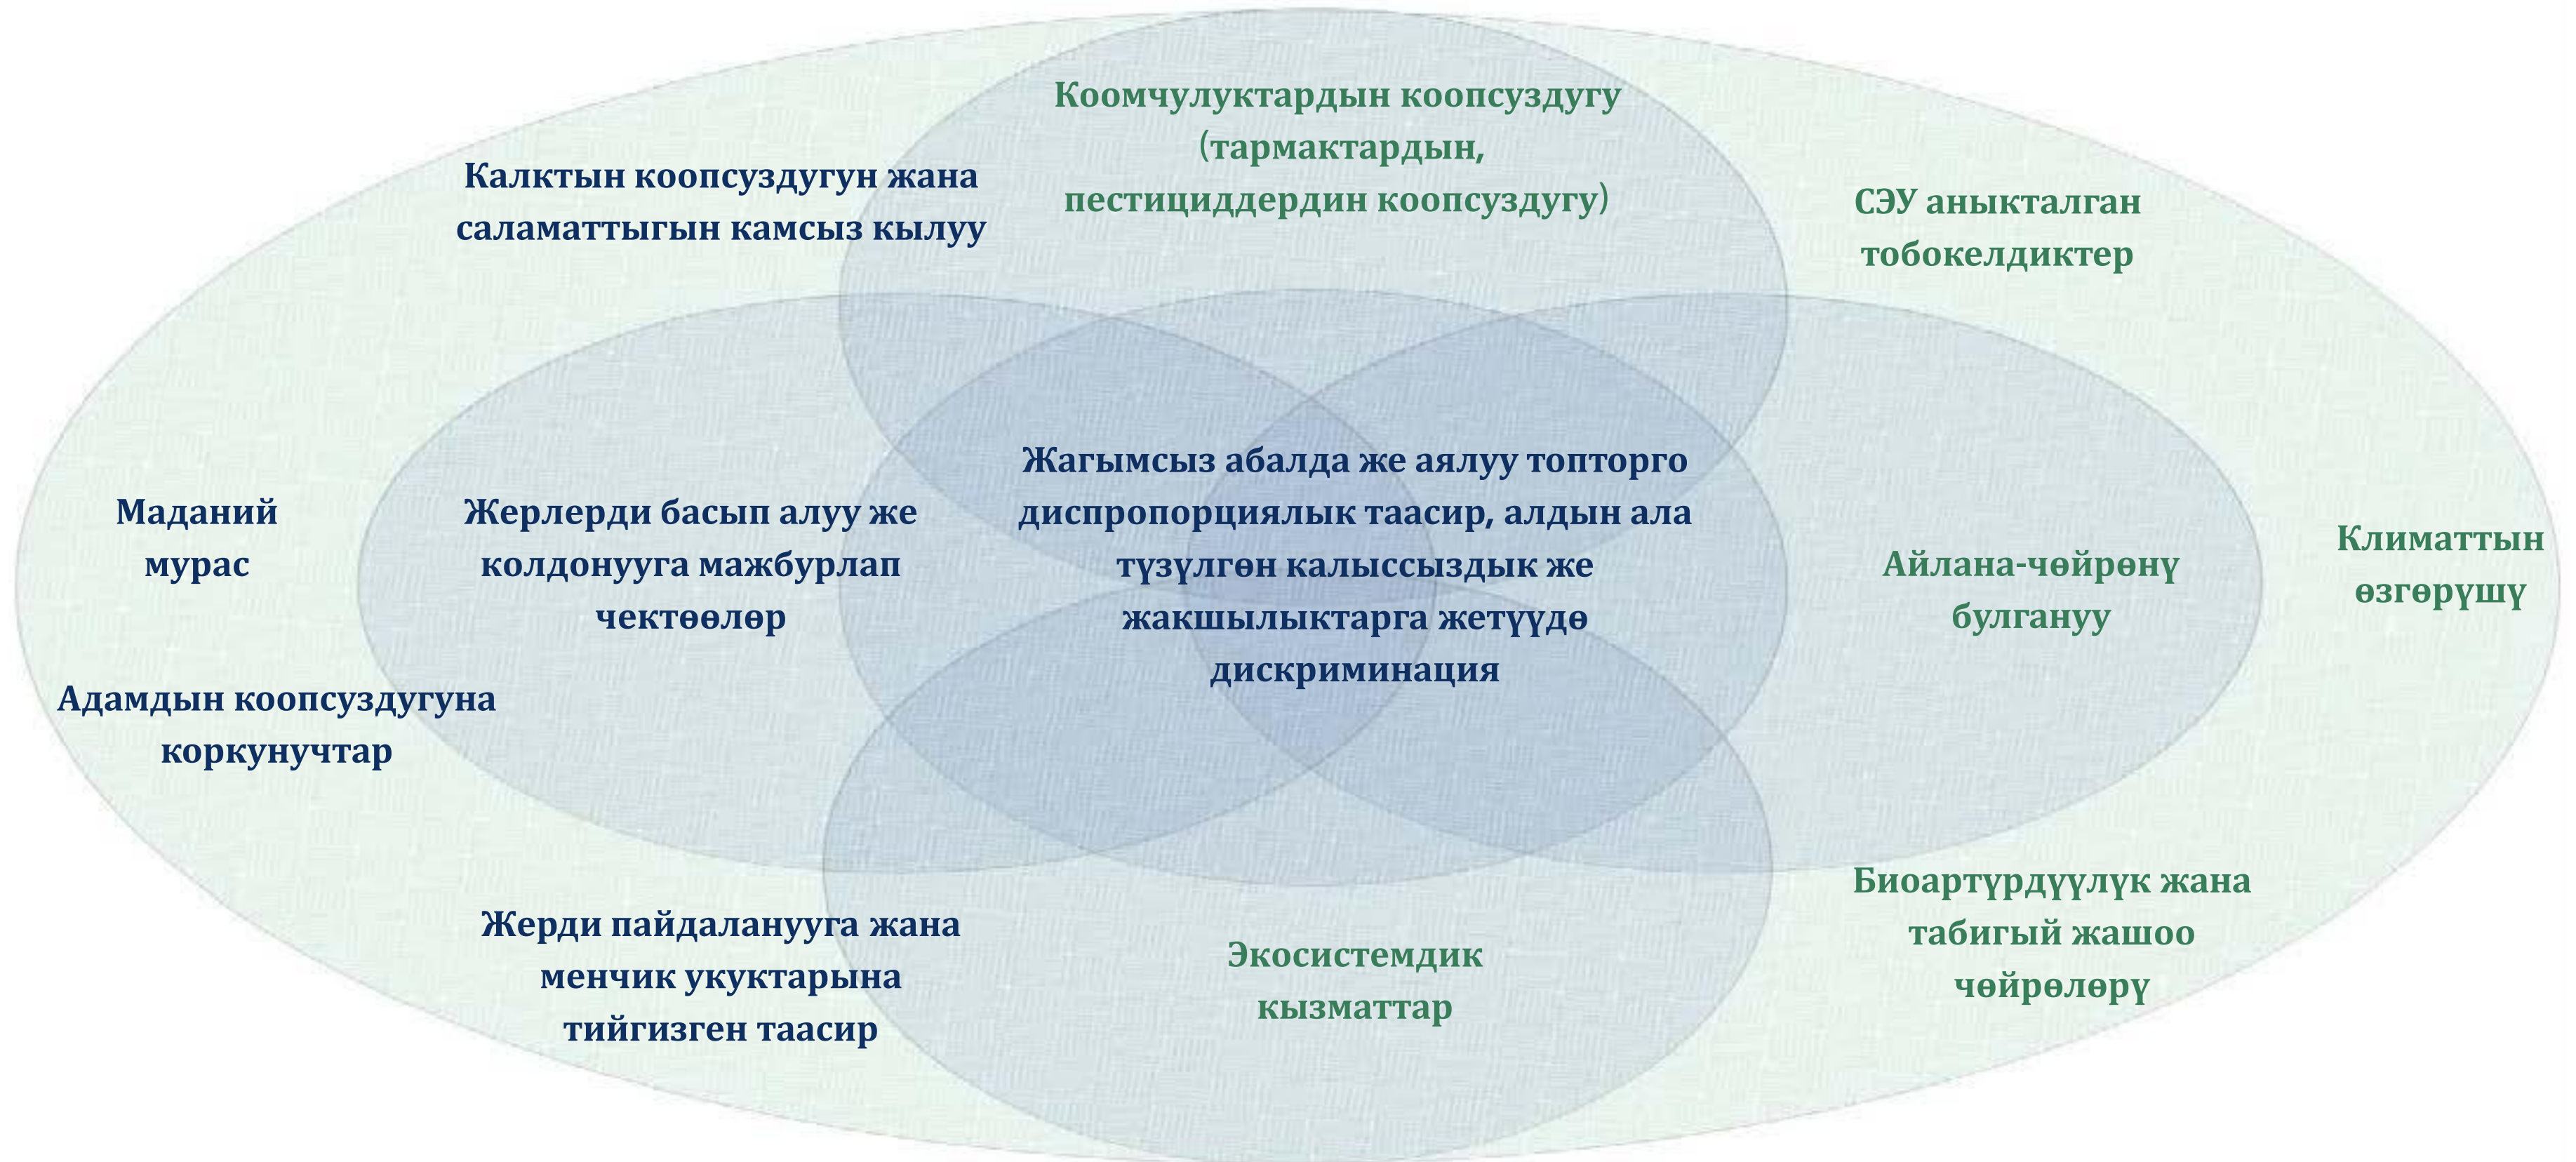 Коомчулуктардын коопсуздугу
(тармактардын,
пестициддердин коопсуздугу)
Калктын коопсуздугун жана
саламаттыгын камсыз кылуу
СЭУ аныкталган
тобокелдиктер
Маданий
мурас
Жерлерди басып алуу же
колдонууга мажбурлап
чектөөлөр
Жагымсыз абалда же аялуу топторго
диспропорциялык таасир, алдын ала
түзүлгөн калыссыздык же
жакшылыктарга жетүүдө
дискриминация
Айлана-чөйрөнү
булгануу
Климаттын
өзгөрүшү
Адамдын коопсуздугуна
коркунучтар
Жерди пайдаланууга жана
менчик укуктарына
тийгизген таасир
Экосистемдик
кызматтар
Биоартүрдүүлүк жана
табигый жашоо
чөйрөлөрү